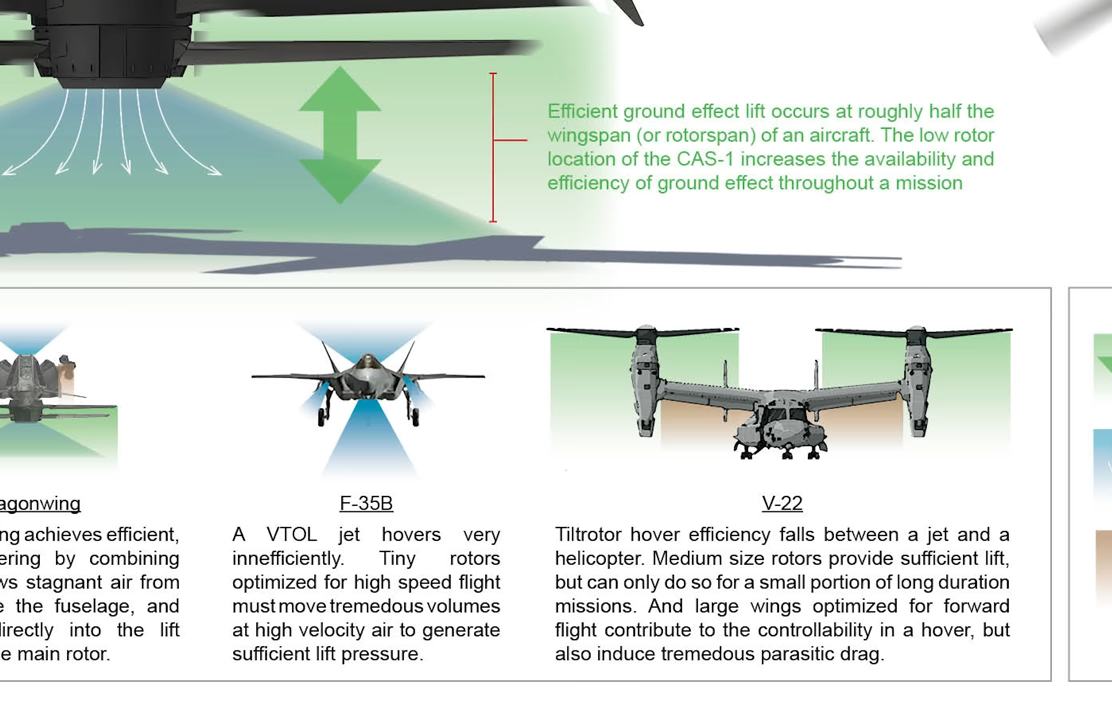 Efficient ground effect lift occurs at roughly half the
wingspan (or rotorspan) of an aircraft. The low rotor
location of the CAS-1 increases the availability and
efficiency of ground effect throughout a mission
agonwing
ng achieves efficient,
ering by combining
ws stagnant air from
e the fuselage, and
directly into the lift
e main rotor.
F-35B
A VTOL jet hovers very
innefficiently. Tiny rotors
optimized for high speed flight
must move tremedous volumes
at high velocity air to generate
sufficient lift pressure.
V-22
Tiltrotor hover efficiency falls between a jet and a
helicopter. Medium size rotors provide sufficient lift,
but can only do so for a small portion of long duration
missions. And large wings optimized for forward
flight contribute to the controllability in a hover, but
also induce tremedous parasitic drag.